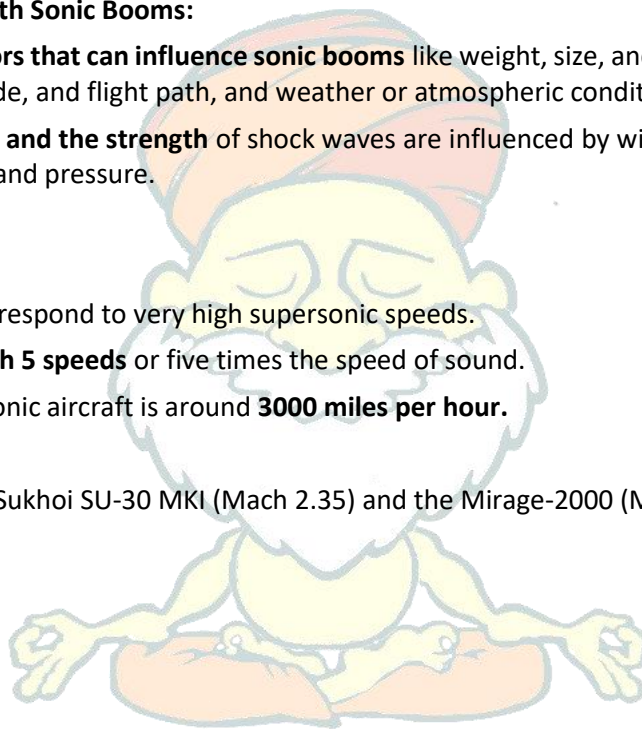 th Sonic Booms:
ors that can influence sonic booms like weight, size, and
de, and flight path, and weather or atmospheric condit
and the strength of shock waves are influenced by wi
and pressure.
respond to very high supersonic speeds.
h 5 speeds or five times the speed of sound.
onic aircraft is around 3000 miles per hour.
Sukhoi SU-30 MKI (Mach 2.35) and the Mirage-2000 (M